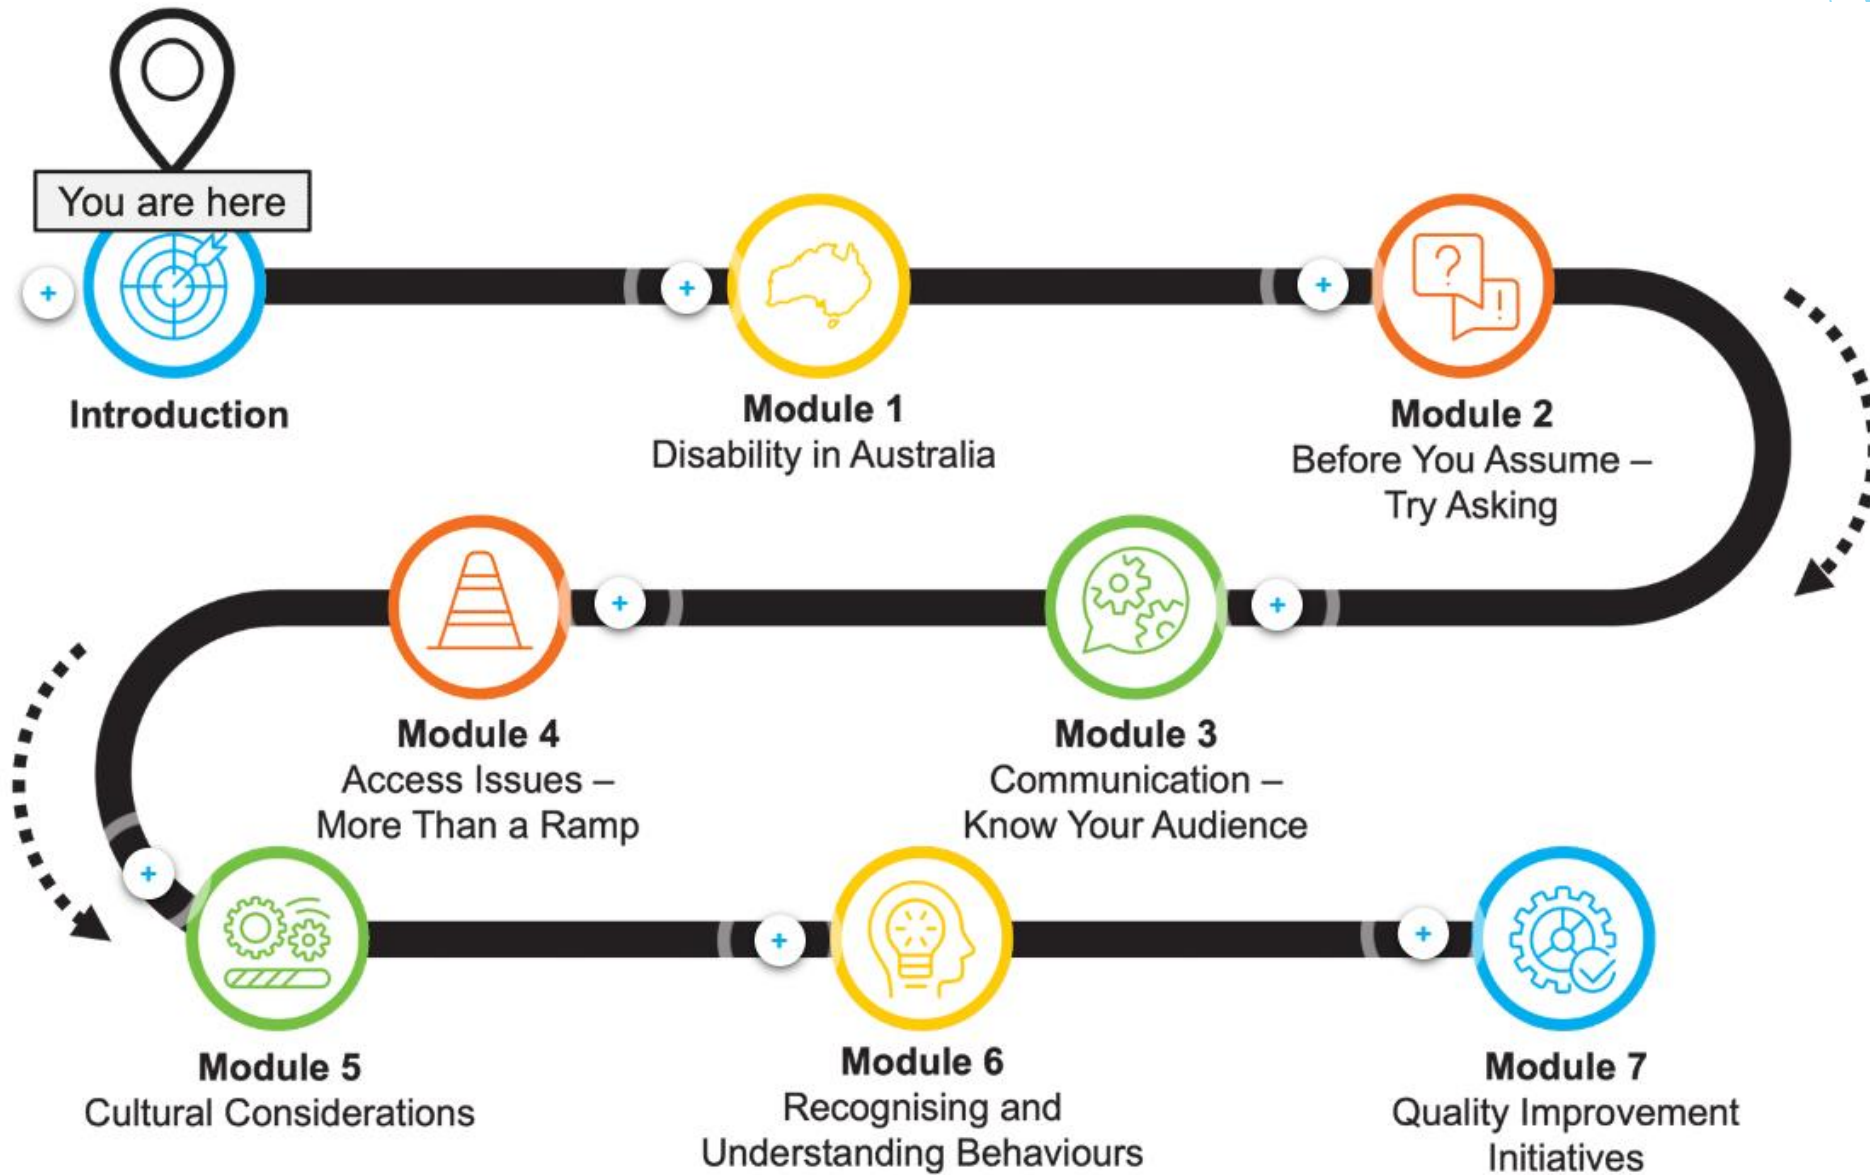 You are here
Introduction
Module 1
Disability in Australia
Module 2
Before You Assume –
Try Asking
Module 3
Communication –
Know Your Audience
Module 4
Access Issues –
More Than a Ramp
Module 5
Cultural Considerations
Module 6
Recognising and
Understanding Behaviours
Module 7
Quality Improvement
Initiatives